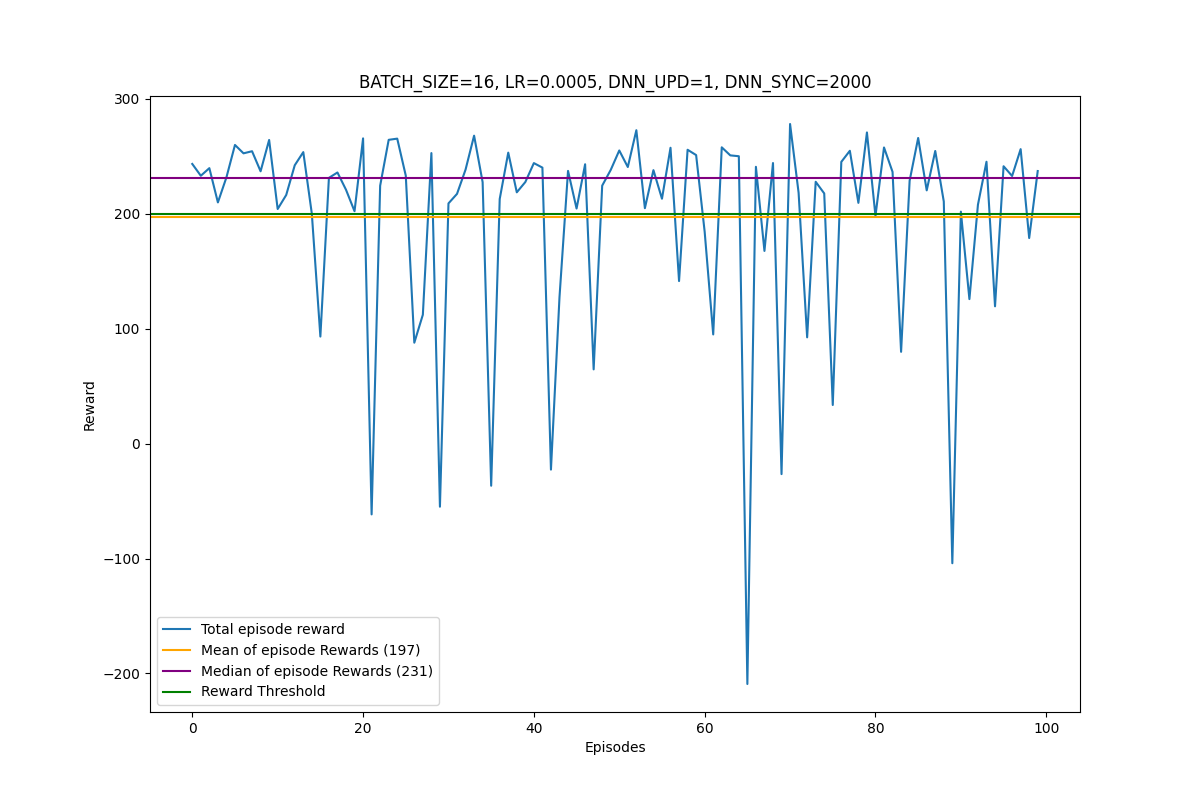 BATCH_SIZE=16, LR=0.0005, DNN_UPD=1, DNN_SYNC=2000
300
200
100
0
−100
−200
Reward
Total episode reward
Mean of episode Rewards (197)
Median of episode Rewards (231)
Reward Threshold
0 20 40 60 80 100
Episodes